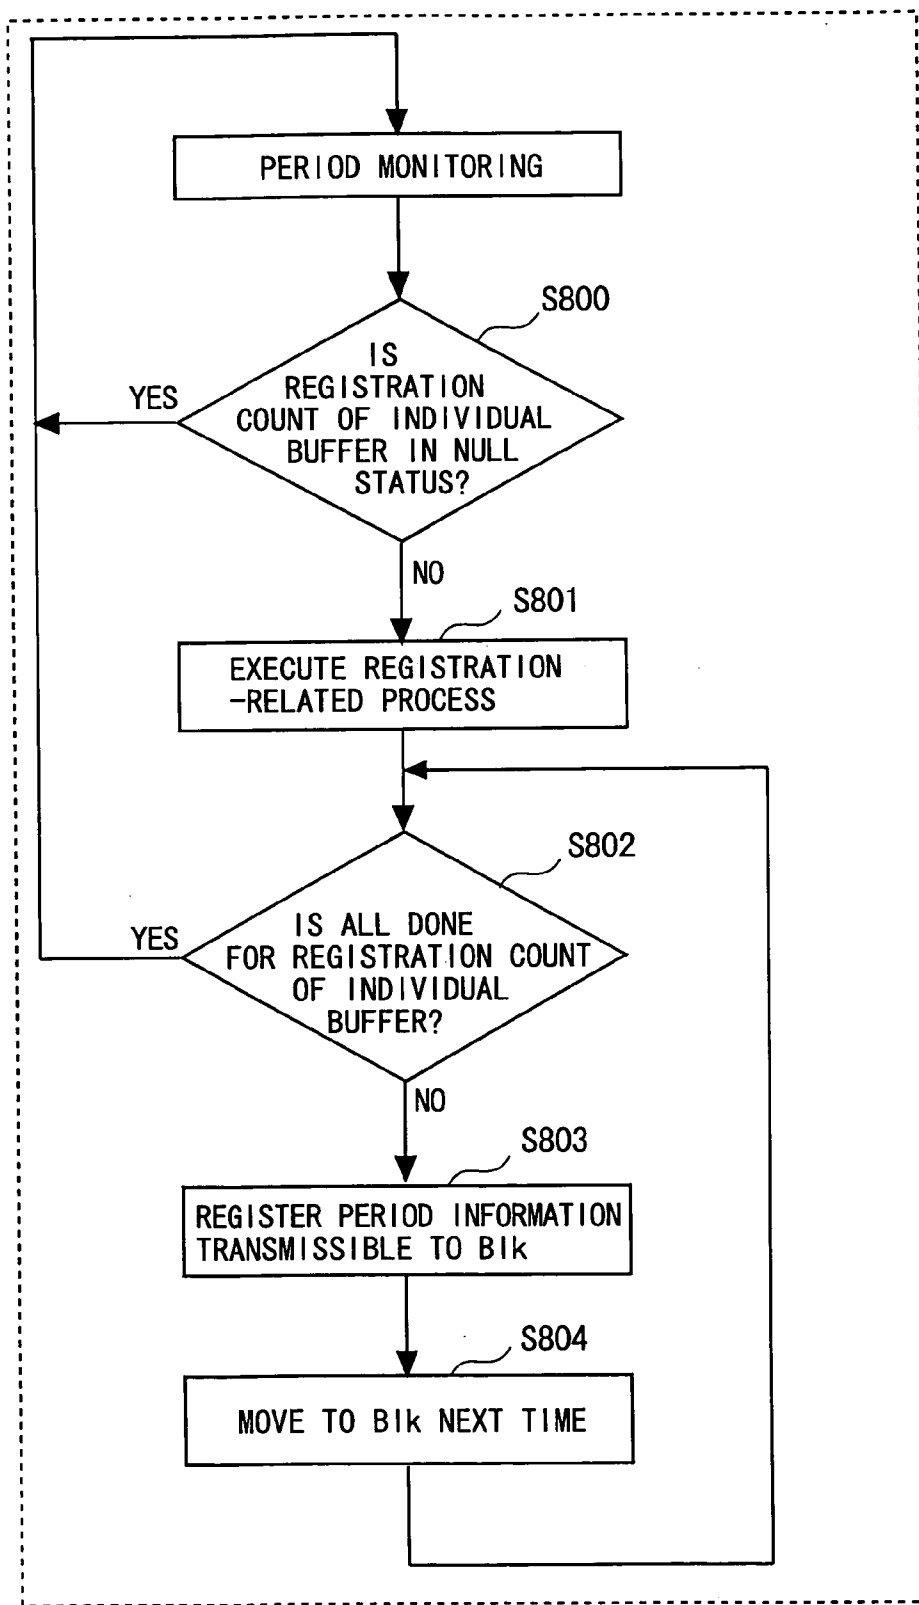 PERIOD MONITORING
S800
IS
REGISTRATION
COUNT OF INDIVIDUAL
BUFFER IN NULL
STATUS?
YES
NO
S801
EXECUTE REGISTRATION
-RELATED PROCESS
S802
IS ALL DONE
FOR REGISTRATION COUNT
OF INDIVIDUAL
BUFFER?
YES
NO
S803
REGISTER PERIOD INFORMATION
TRANSMISSIBLE TO Blk
S804
MOVE TO Blk NEXT TIME